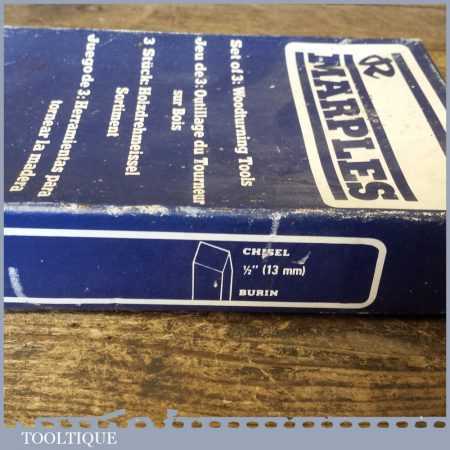 MARPLES
Set of 3: Woodturning Tools
Jeu de 3: Outillage du Tourneur
sur Bois
3 Stück: Holzdrehmeissel
Sortiment
Juego de 3: Herramientas para
tornear la madera
CHISEL
½" (13 mm)
BURIN
TOOLTIQUE